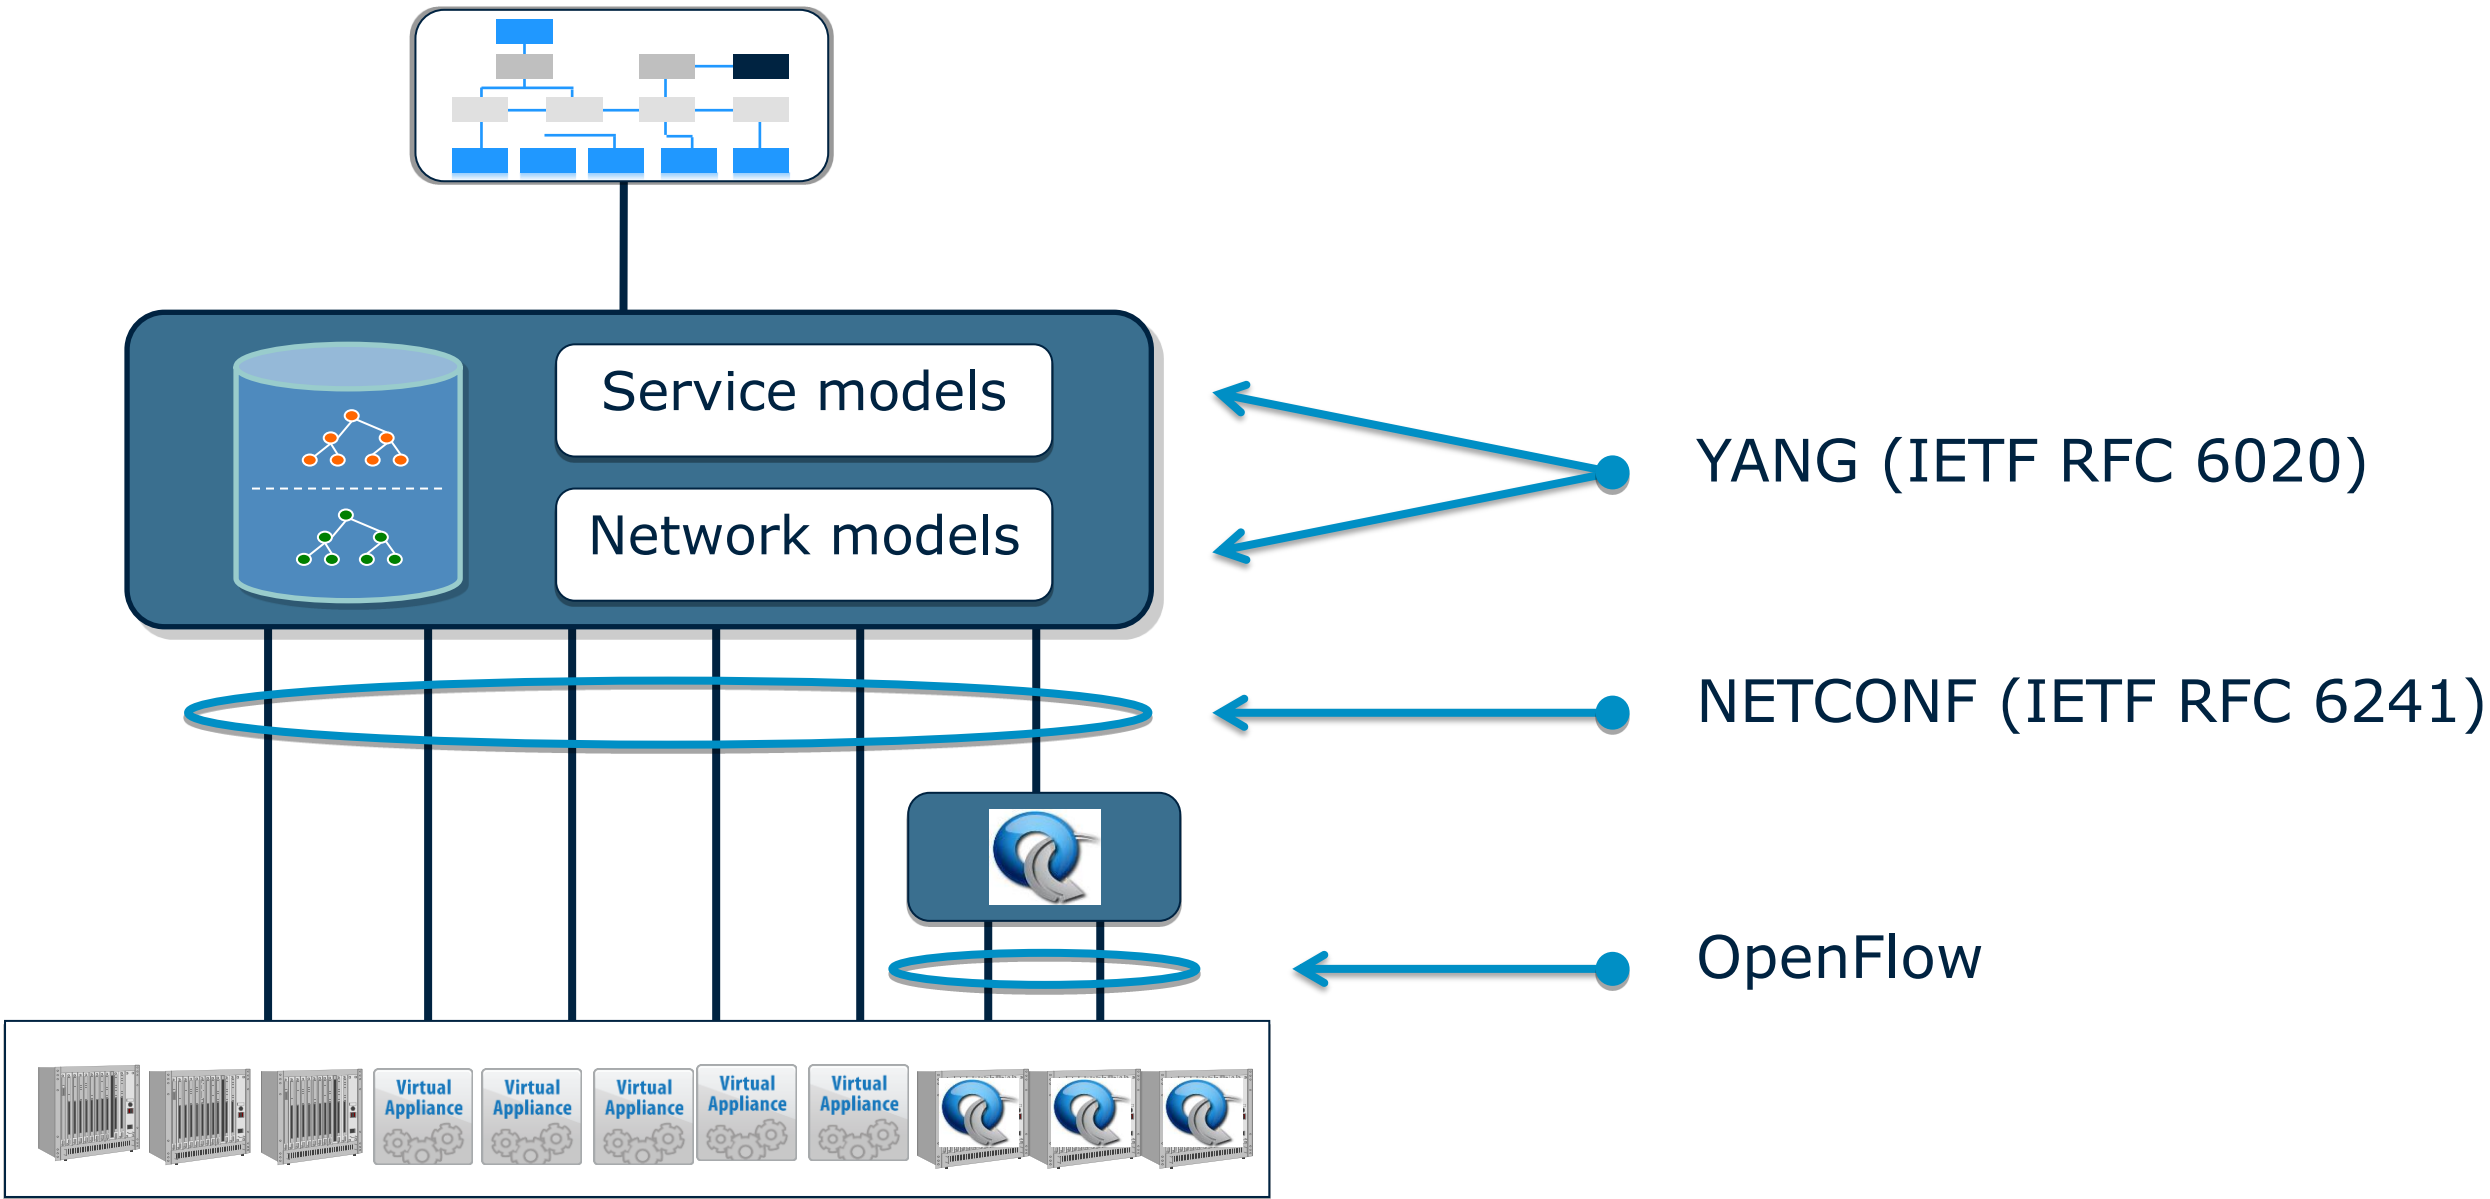 Service models
Network models
YANG (IETF RFC 6020)
NETCONF (IETF RFC 6241)
OpenFlow
Virtual
Appliance
Virtual
Appliance
Virtual
Appliance
Virtual
Appliance
Virtual
Appliance